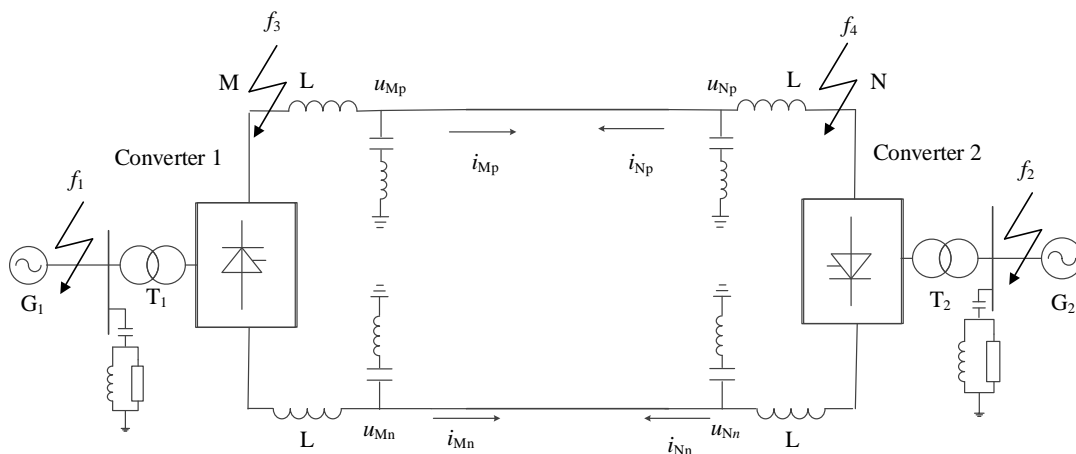 f3
f4
M
L
uMp
uNp
L
N
iMp
iNp
Converter 1
Converter 2
f1
f2
G1
T1
T2
G2
L
uMn
iMn
iNn
uNn
L